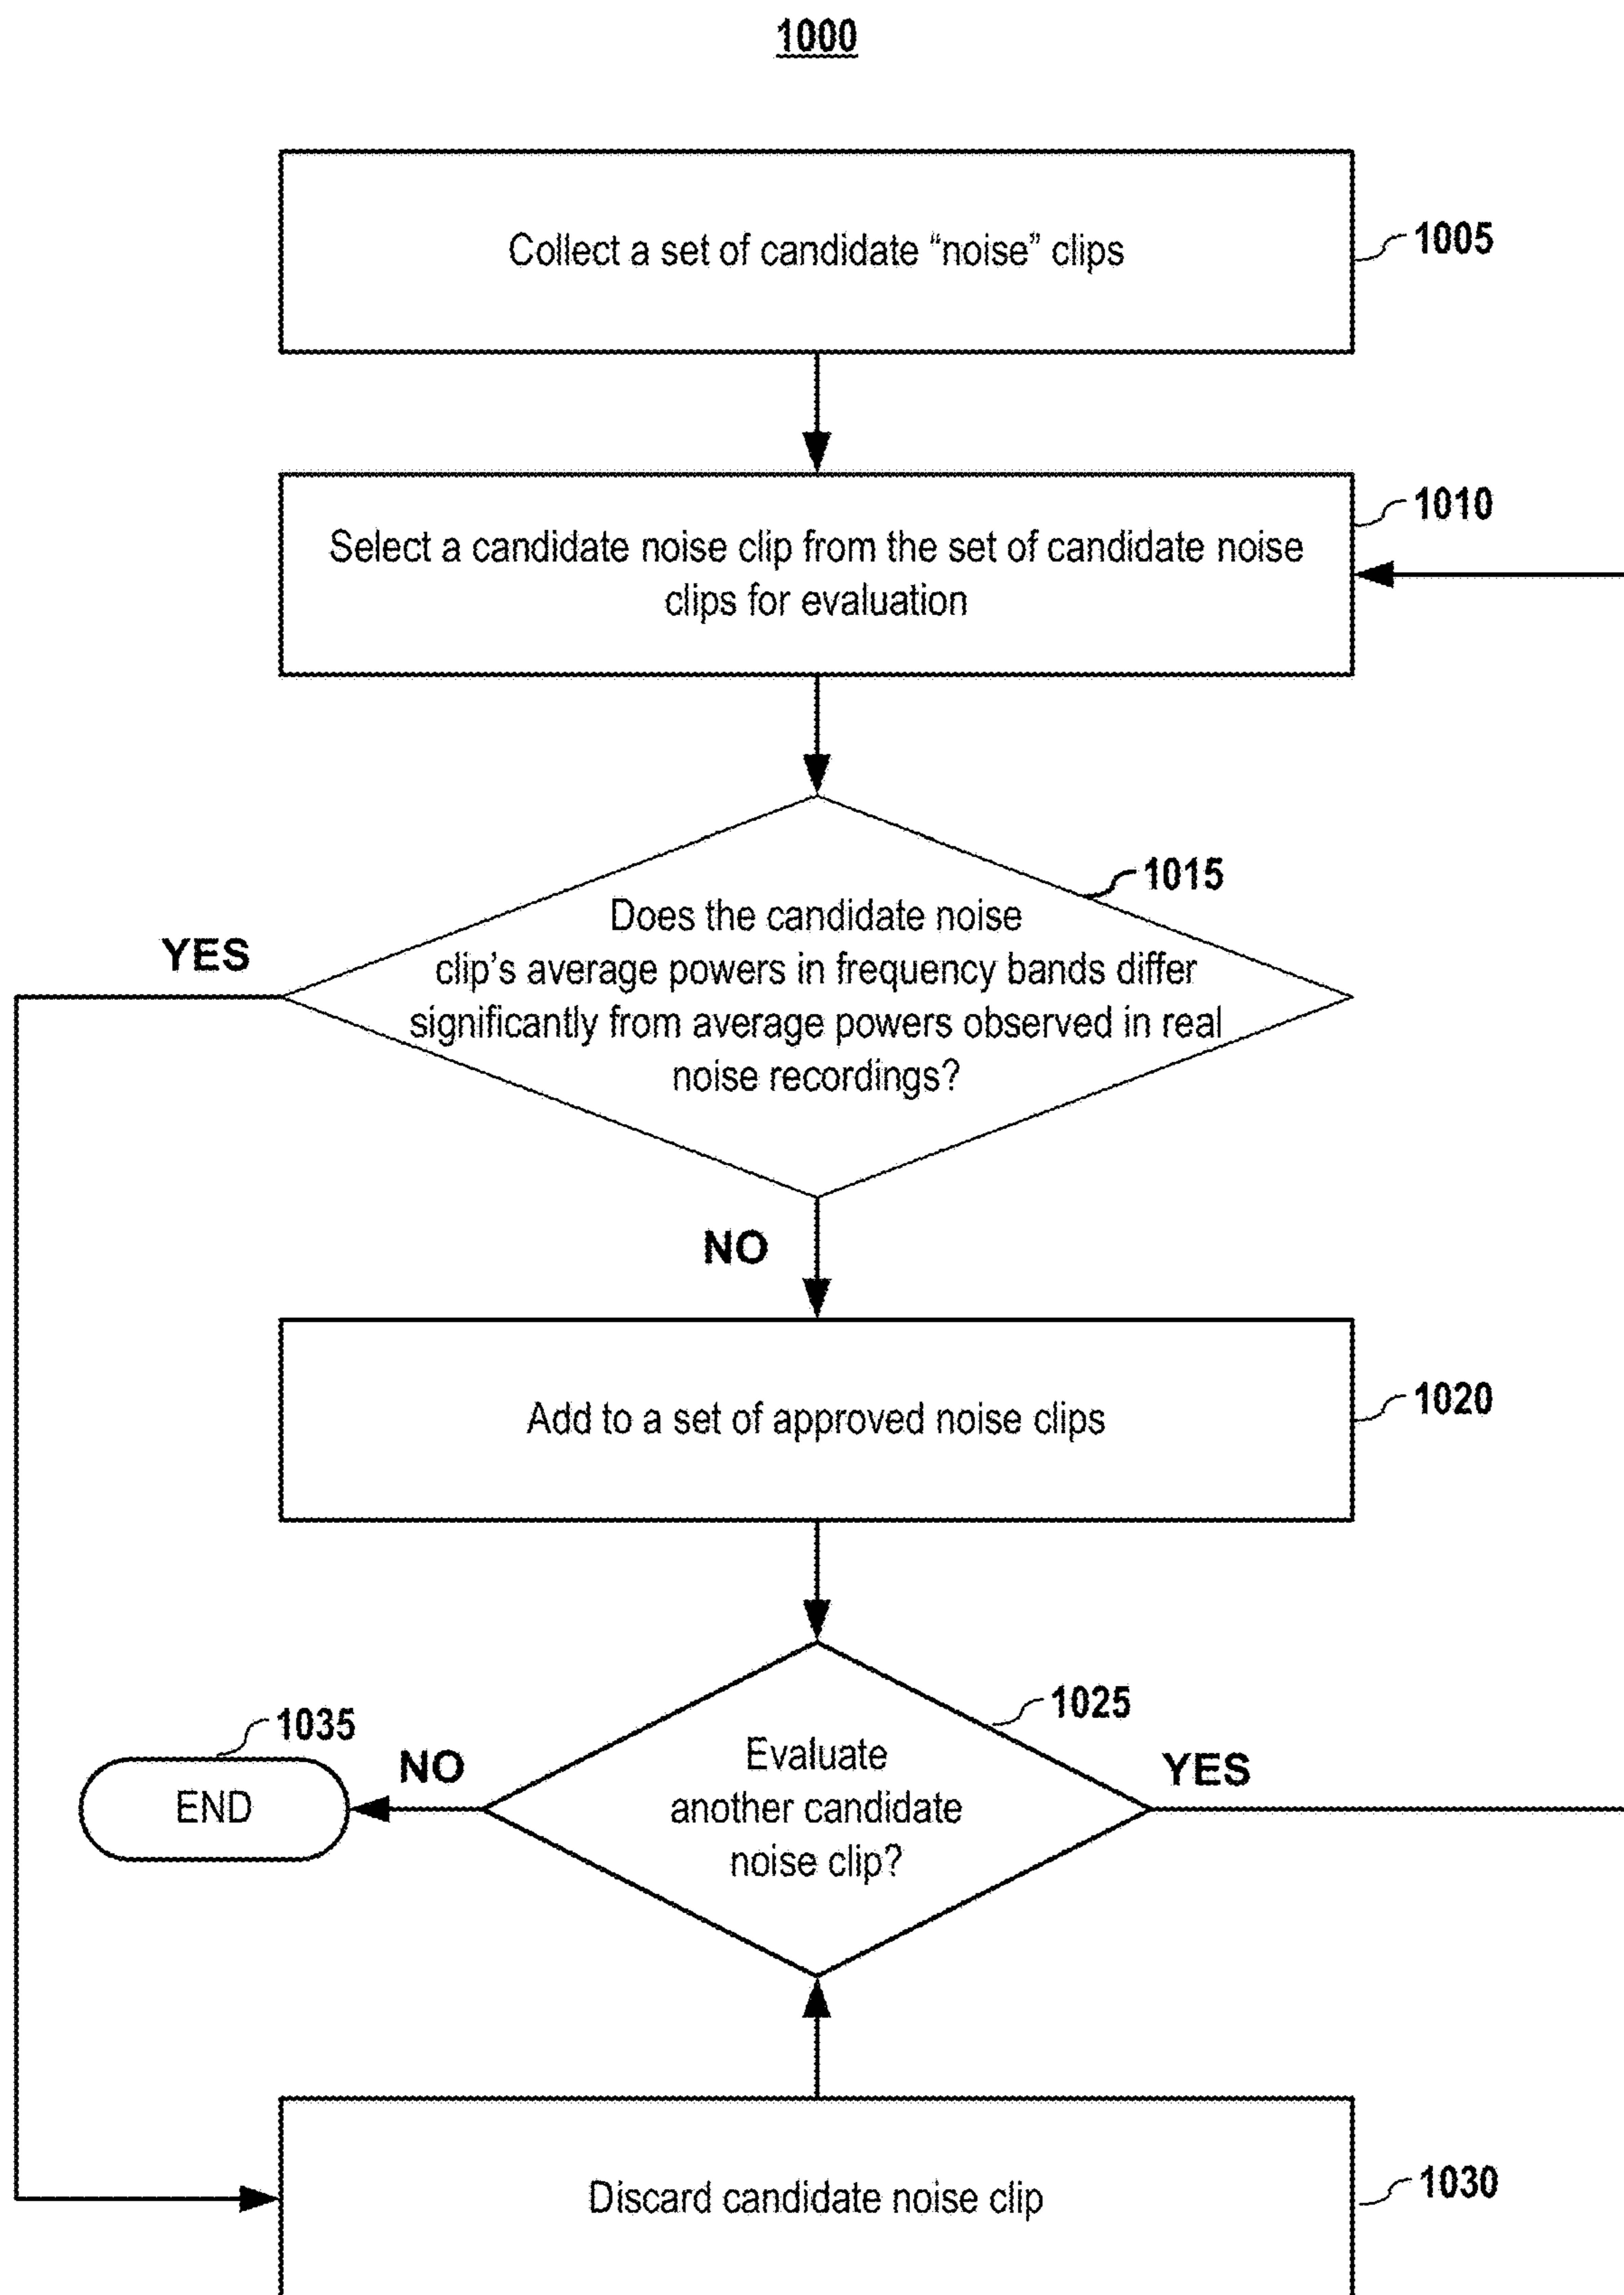 1000
Collect a set of candidate “noise” clips
1005
1010
Select a candidate noise clip from the set of candidate noise
clips for evaluation
1015
Does the candidate noise
YES
clip’s average powers in frequency bands differ
significantly from average powers observed in real
noise recordings?
NO
Add to a set of approved noise clips
1020
1025
1035
Evaluate
NO
YES
END
another candidate
noise clip?
Discard candidate noise clip
1030